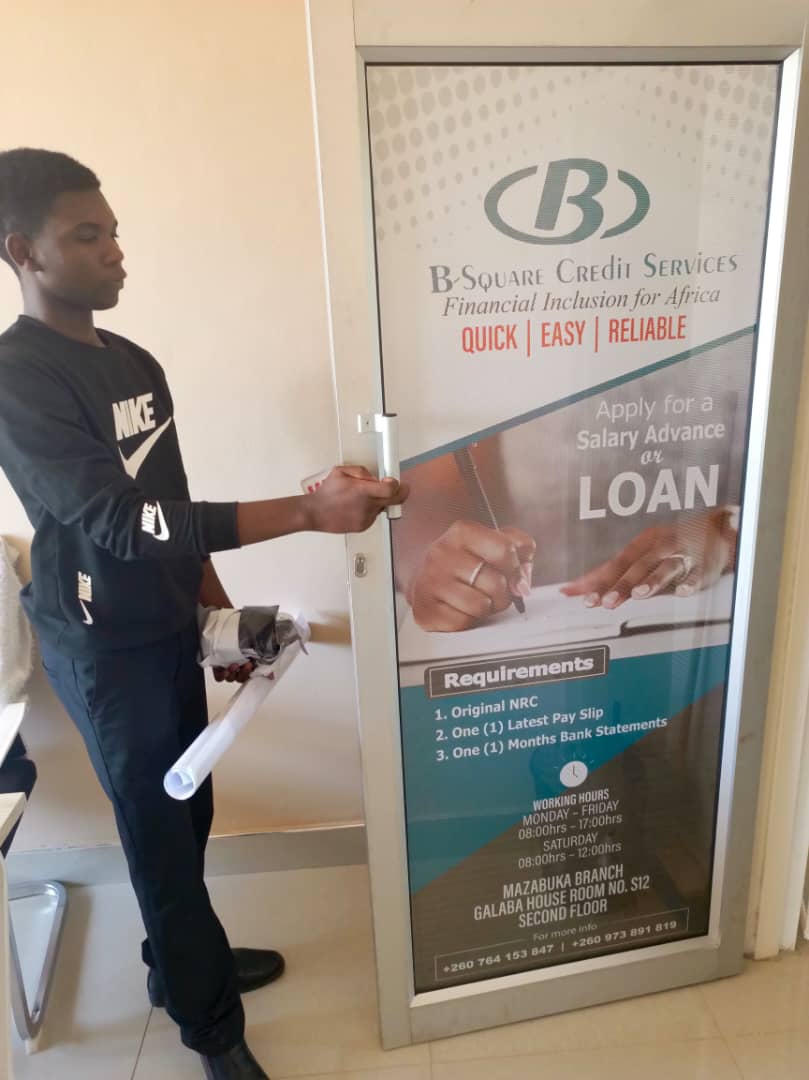 B
B-Square Credit Services
Financial Inclusion for Africa
QUICK | EASY | RELIABLE
Apply for a
Salary Advance
or
LOAN
Requirements
1. Original NRC
2. One (1) Latest Pay Slip
3. One (1) Months Bank Statements
WORKING HOURS
MONDAY – FRIDAY
08:00hrs – 17:00hrs
SATURDAY
08:00hrs – 12:00hrs
MAZABUKA BRANCH
GALABA HOUSE ROOM NO. S12
SECOND FLOOR
For more info
+260 764 153 847 | +260 973 891 819
NIKE
NIKE
NIKE